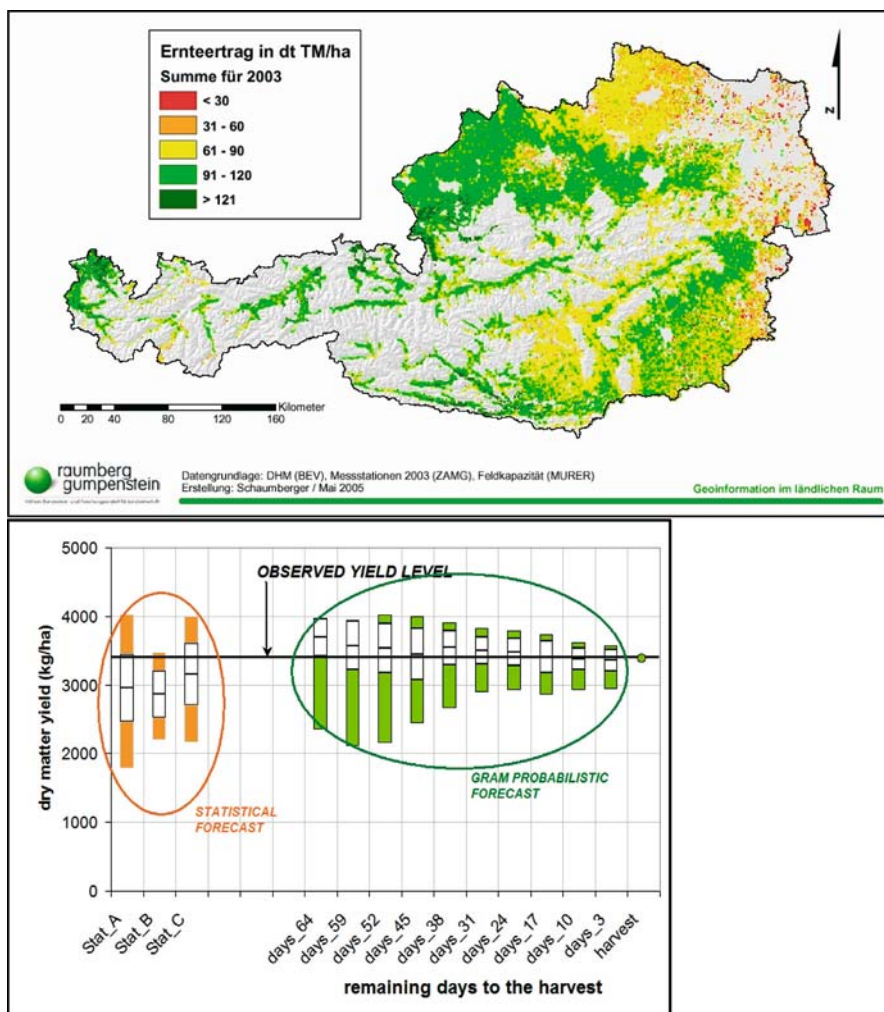 Ernteertrag in dt TM/ha
Summe für 2003
< 30
31 - 60
61 - 90
91 - 120
> 121
N
Kilometer
0 10 20 40 80 120 160
raumberg
gumpenstein
Datengrundlage: DHM (BEV), Messstationen 2003 (ZAMG), Feldkapazität (MURER)
Erstellung: Schaumberger / Mai 2005
Geoinformation im ländlichen Raum
5000
4000
3000
2000
1000
0
dry matter yield (kg/ha)
OBSERVED YIELD LEVEL
STATISTICAL
FORECAST
GRAM PROBABILISTIC
FORECAST
Stat_A
Stat_B
Stat_C
days_64
days_59
days_52
days_45
days_38
days_31
days_24
days_17
days_10
days_3
harvest
remaining days to the harvest